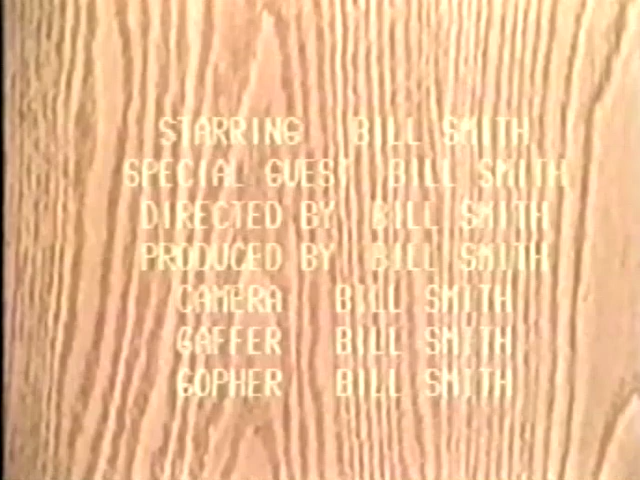 STARRING BILL SMITH
SPECIAL GUEST BILL SMITH
DIRECTED BY BILL SMITH
PRODUCED BY BILL SMITH
CAMERA BILL SMITH
GAFFER BILL SMITH
GOPHER BILL SMITH